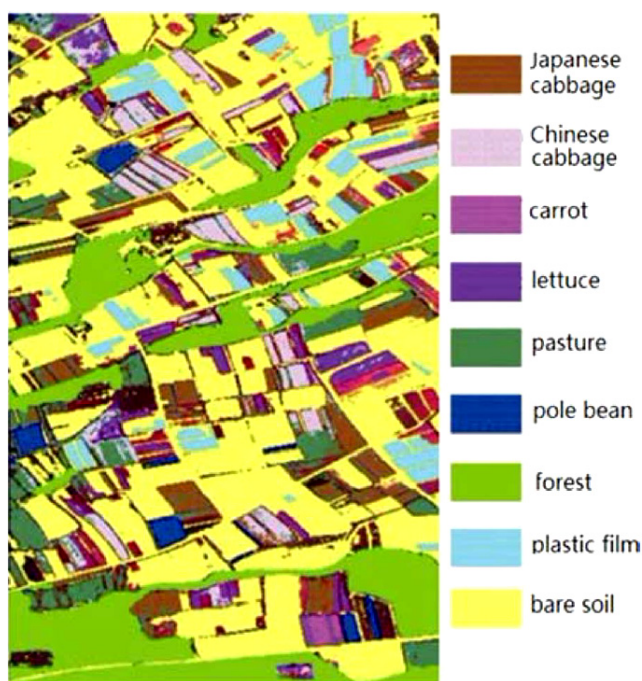 Japanese
cabbage
Chinese
cabbage
carrot
lettuce
pasture
pole bean
forest
plastic film
bare soil